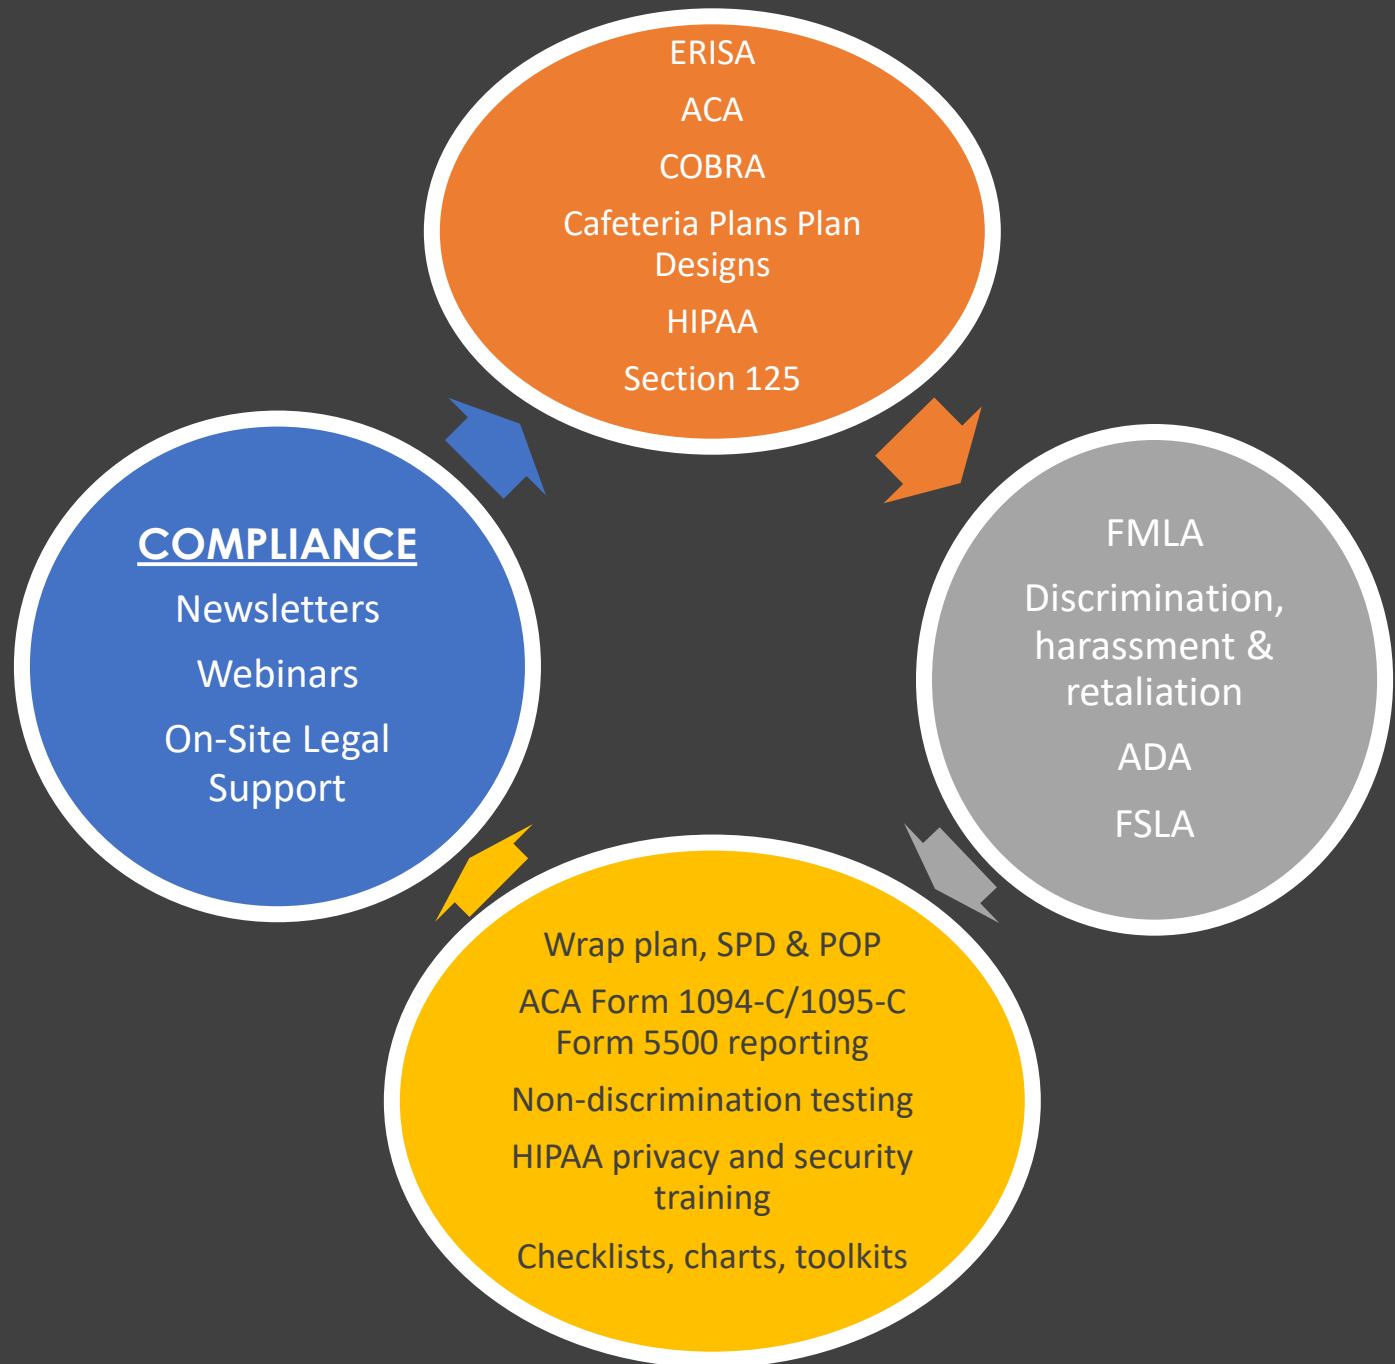 ERISA
ACA
COBRA
Cafeteria Plans Plan
Designs
HIPAA
Section 125
FMLA
Discrimination,
harassment &
retaliation
ADA
FSLA
Wrap plan, SPD & POP
ACA Form 1094-C/1095-C
Form 5500 reporting
Non-discrimination testing
HIPAA privacy and security
training
Checklists, charts, toolkits
COMPLIANCE
Newsletters
Webinars
On-Site Legal
Support